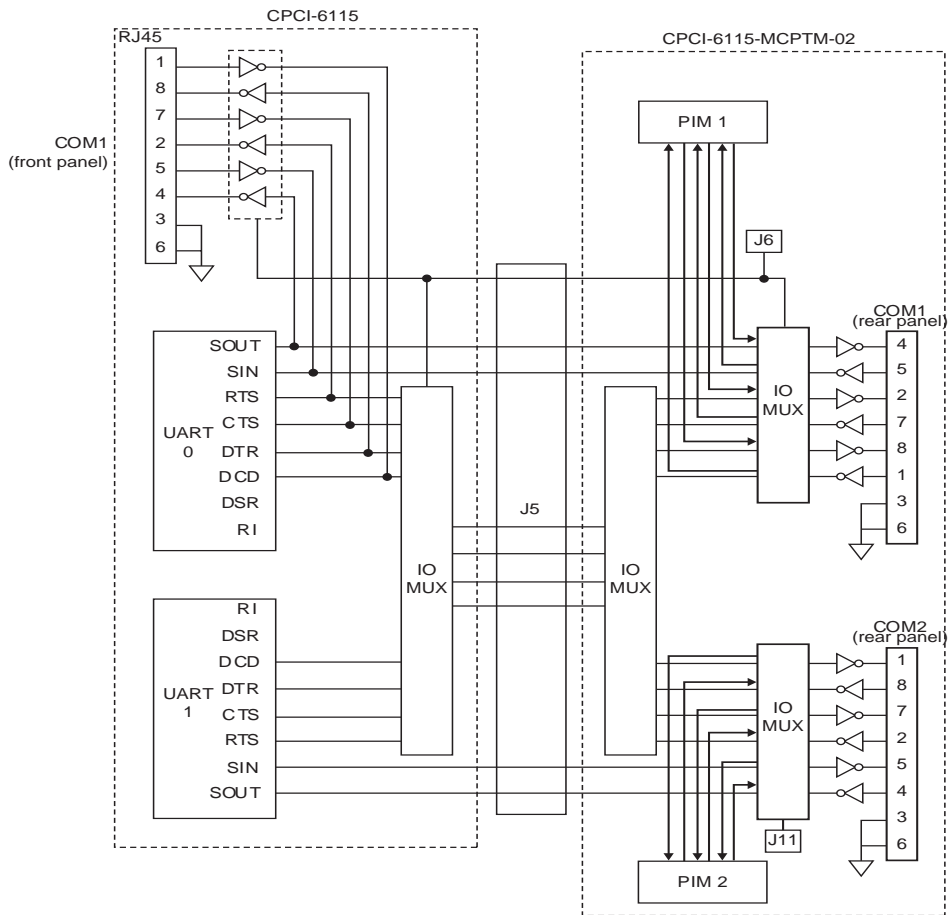 CPCI-6115
CPCI-6115-MCPTM-02
RJ45
COM1
(front panel)
1
8
7
2
5
4
3
6
PIM 1
J6
COM1
(rear panel)
4
5
2
7
8
1
3
6
IO
MUX
UART
0
SOUT
SIN
RTS
CTS
DTR
DCD
DSR
RI
J5
IO
MUX
IO
MUX
UART
1
RI
DSR
DCD
DTR
CTS
RTS
SIN
SOUT
COM2
(rear panel)
1
8
7
2
5
4
3
6
IO
MUX
J11
PIM 2